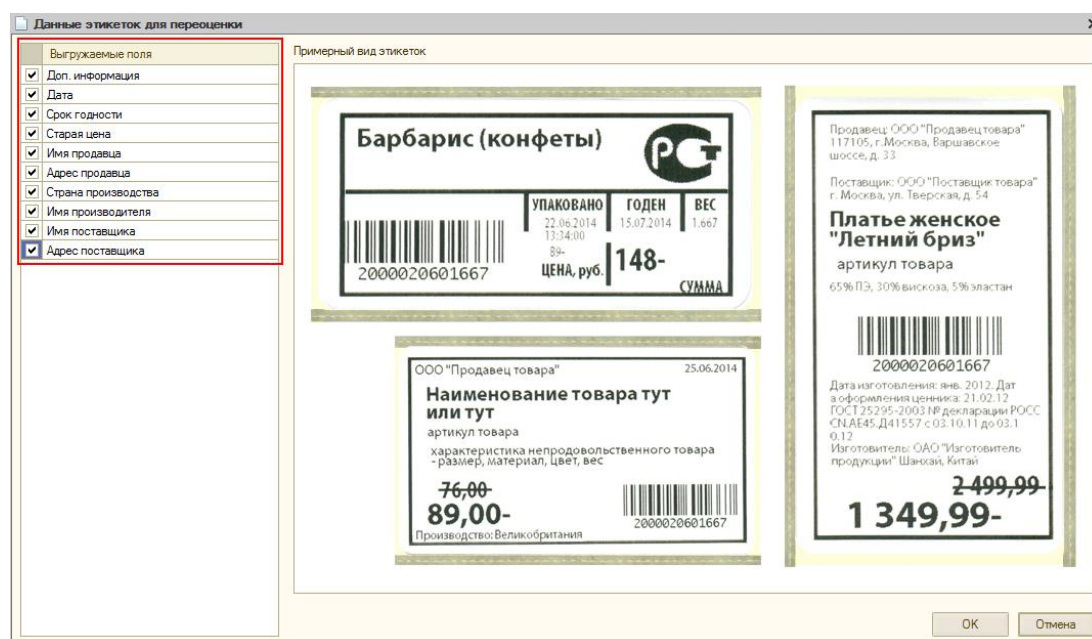 Данные этикеток для переоценки
Выгружаемые поля
Доп. информация
Дата
Срок годности
Старая цена
Имя продавца
Адрес продавца
Страна производства
Имя производителя
Имя поставщика
Адрес поставщика
Примерный вид этикеток
Барбарис (конфеты)
РСТ
УПАКОВАНО ГОДЕН ВЕС
22.06.2014 15.07.2014 1.667
13:34:00
89-
ЦЕНА, руб. 148-
СУММА
2000020601667
ООО "Продавец товара" 25.06.2014
Наименование товара тут
или тут
артикул товара
характеристика непродовольственного товара
- размер, материал, цвет, вес
76,00-
89,00-
2000020601667
Производство: Великобритания
Продавец: ООО "Продавец товара"
117105, г.Москва, Варшавское
шоссе, д. 33
Поставщик: ООО "Поставщик товара"
г. Москва, ул. Тверская, д. 54
Платье женское
"Летний бриз"
артикул товара
65% ПЭ, 30% вискоза, 5% эластан
2000020601667
Дата изготовления: янв. 2012. Дат
а оформления ценника: 21.02.12
ГОСТ 25295-2003 № декларации РОСС
CN.АЕ45.Д41557 с 03.10.11 до 03.1
0.12
Изготовитель: ОАО "Изготовитель
продукции" Шанхай, Китай
2 499,99-
1 349,99-
OK Отмена